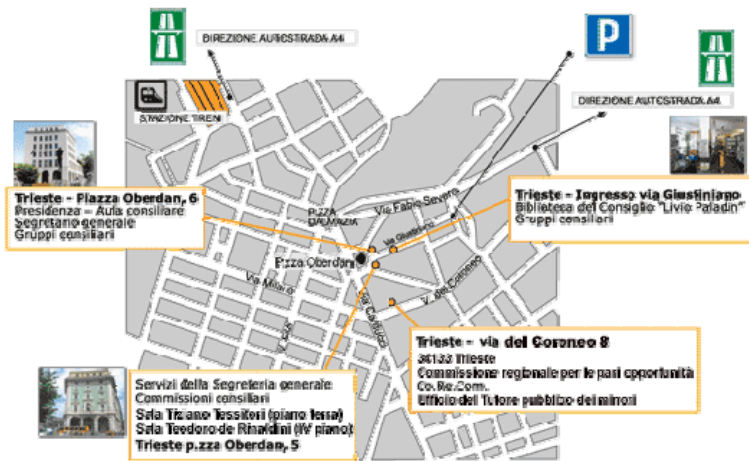 DIREZIONE AUTOSTRADA A4
P
DIREZIONE AUTOSTRADA A4
STAZIONE TRENI
Trieste - Piazza Oberdan, 6
Presidenza - Aula consiliare
Segretario generale
Gruppi consiliari
Trieste - Ingresso via Giustiniano
Biblioteca del Consiglio "Livio Paladin"
Gruppi consiliari
P.ZZA
DALMAZIA
Via Fabio Severo
Via Giustiniano
P.zza Oberdan
Via Milano
V. del Coroneo
Via Carducci
Trieste - via del Coroneo 8
34133 Trieste
Commissione regionale per le pari opportunità
Co.Re.Com.
Ufficio del Tutore pubblico dei minori
Servizi della Segreteria generale
Commissioni consiliari
Sala Tiziano Tessitori (piano terra)
Sala Teodoro de Rinaldini (IV piano)
Trieste p.zza Oberdan, 5